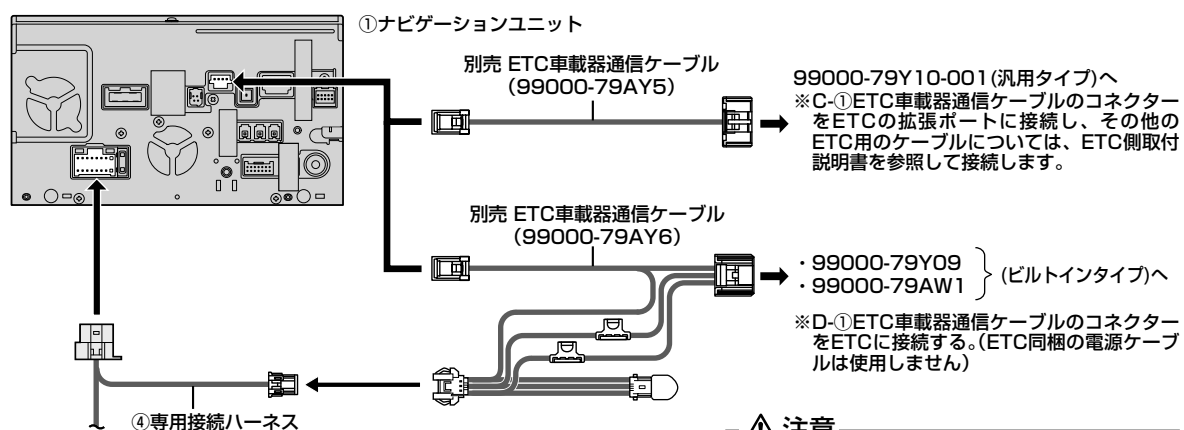 ①ナビゲーションユニット
別売 ETC車載器通信ケーブル
（99000-79AY5）
99000-79Y10-001(汎用タイプ)へ
※C-①ETC車載器通信ケーブルのコネクター
をETCの拡張ポートに接続し、その他の
ETC用のケーブルについては、ETC側取付
説明書を参照して接続します。
別売 ETC車載器通信ケーブル
（99000-79AY6）
・99000-79Y09
・99000-79AW1
(ビルトインタイプ)へ
※D-①ETC車載器通信ケーブルのコネクター
をETCに接続する。(ETC同梱の電源ケーブ
ルは使用しません)
④専用接続ハーネス
注意